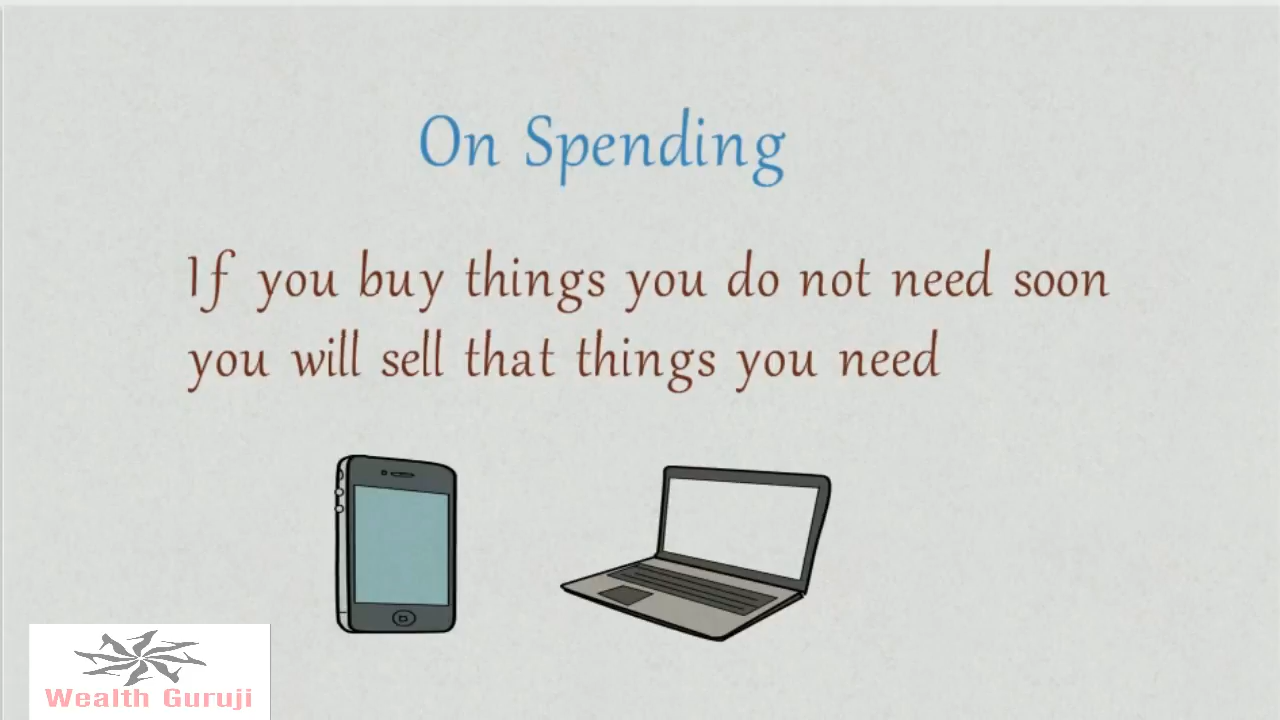 On Spending
If you buy things you do not need soon
you will sell that things you need
Wealth Guruji